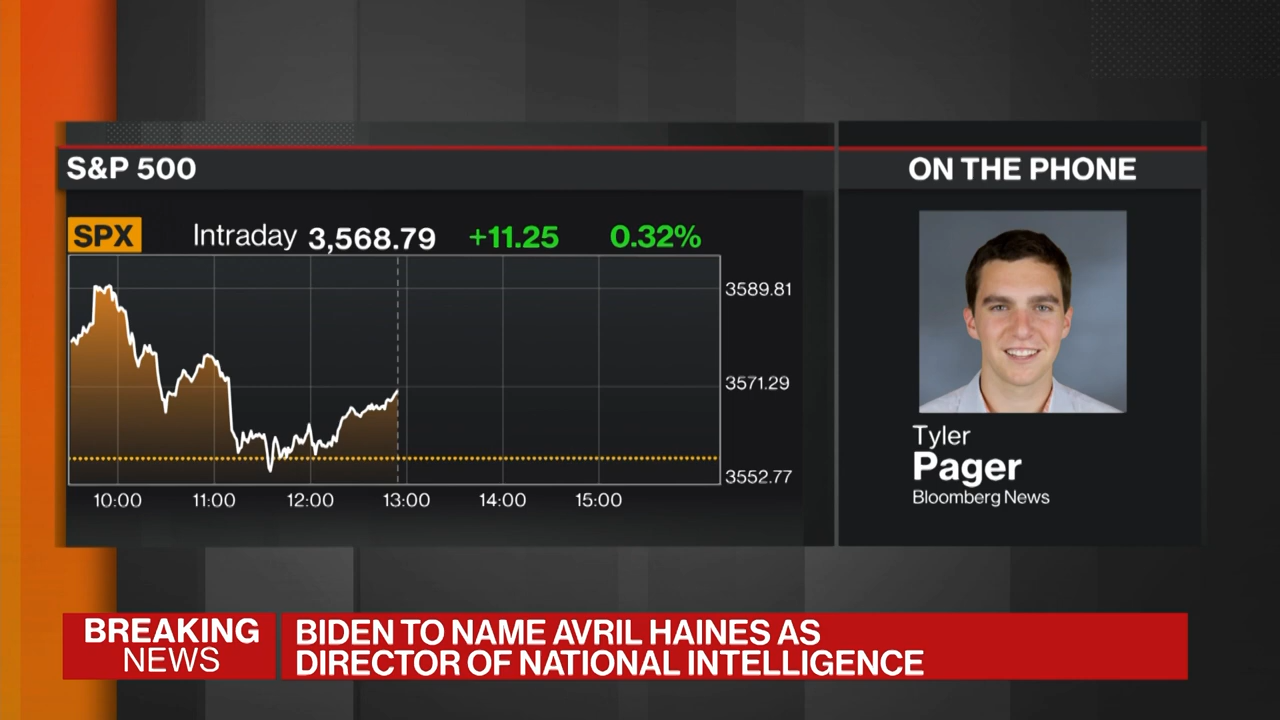 S&P 500
SPX Intraday 3,568.79 +11.25 0.32%
3589.81
3571.29
3552.77
10:00 11:00 12:00 13:00 14:00 15:00
ON THE PHONE
Tyler
Pager
Bloomberg News
BREAKING
NEWS
BIDEN TO NAME AVRIL HAINES AS
DIRECTOR OF NATIONAL INTELLIGENCE